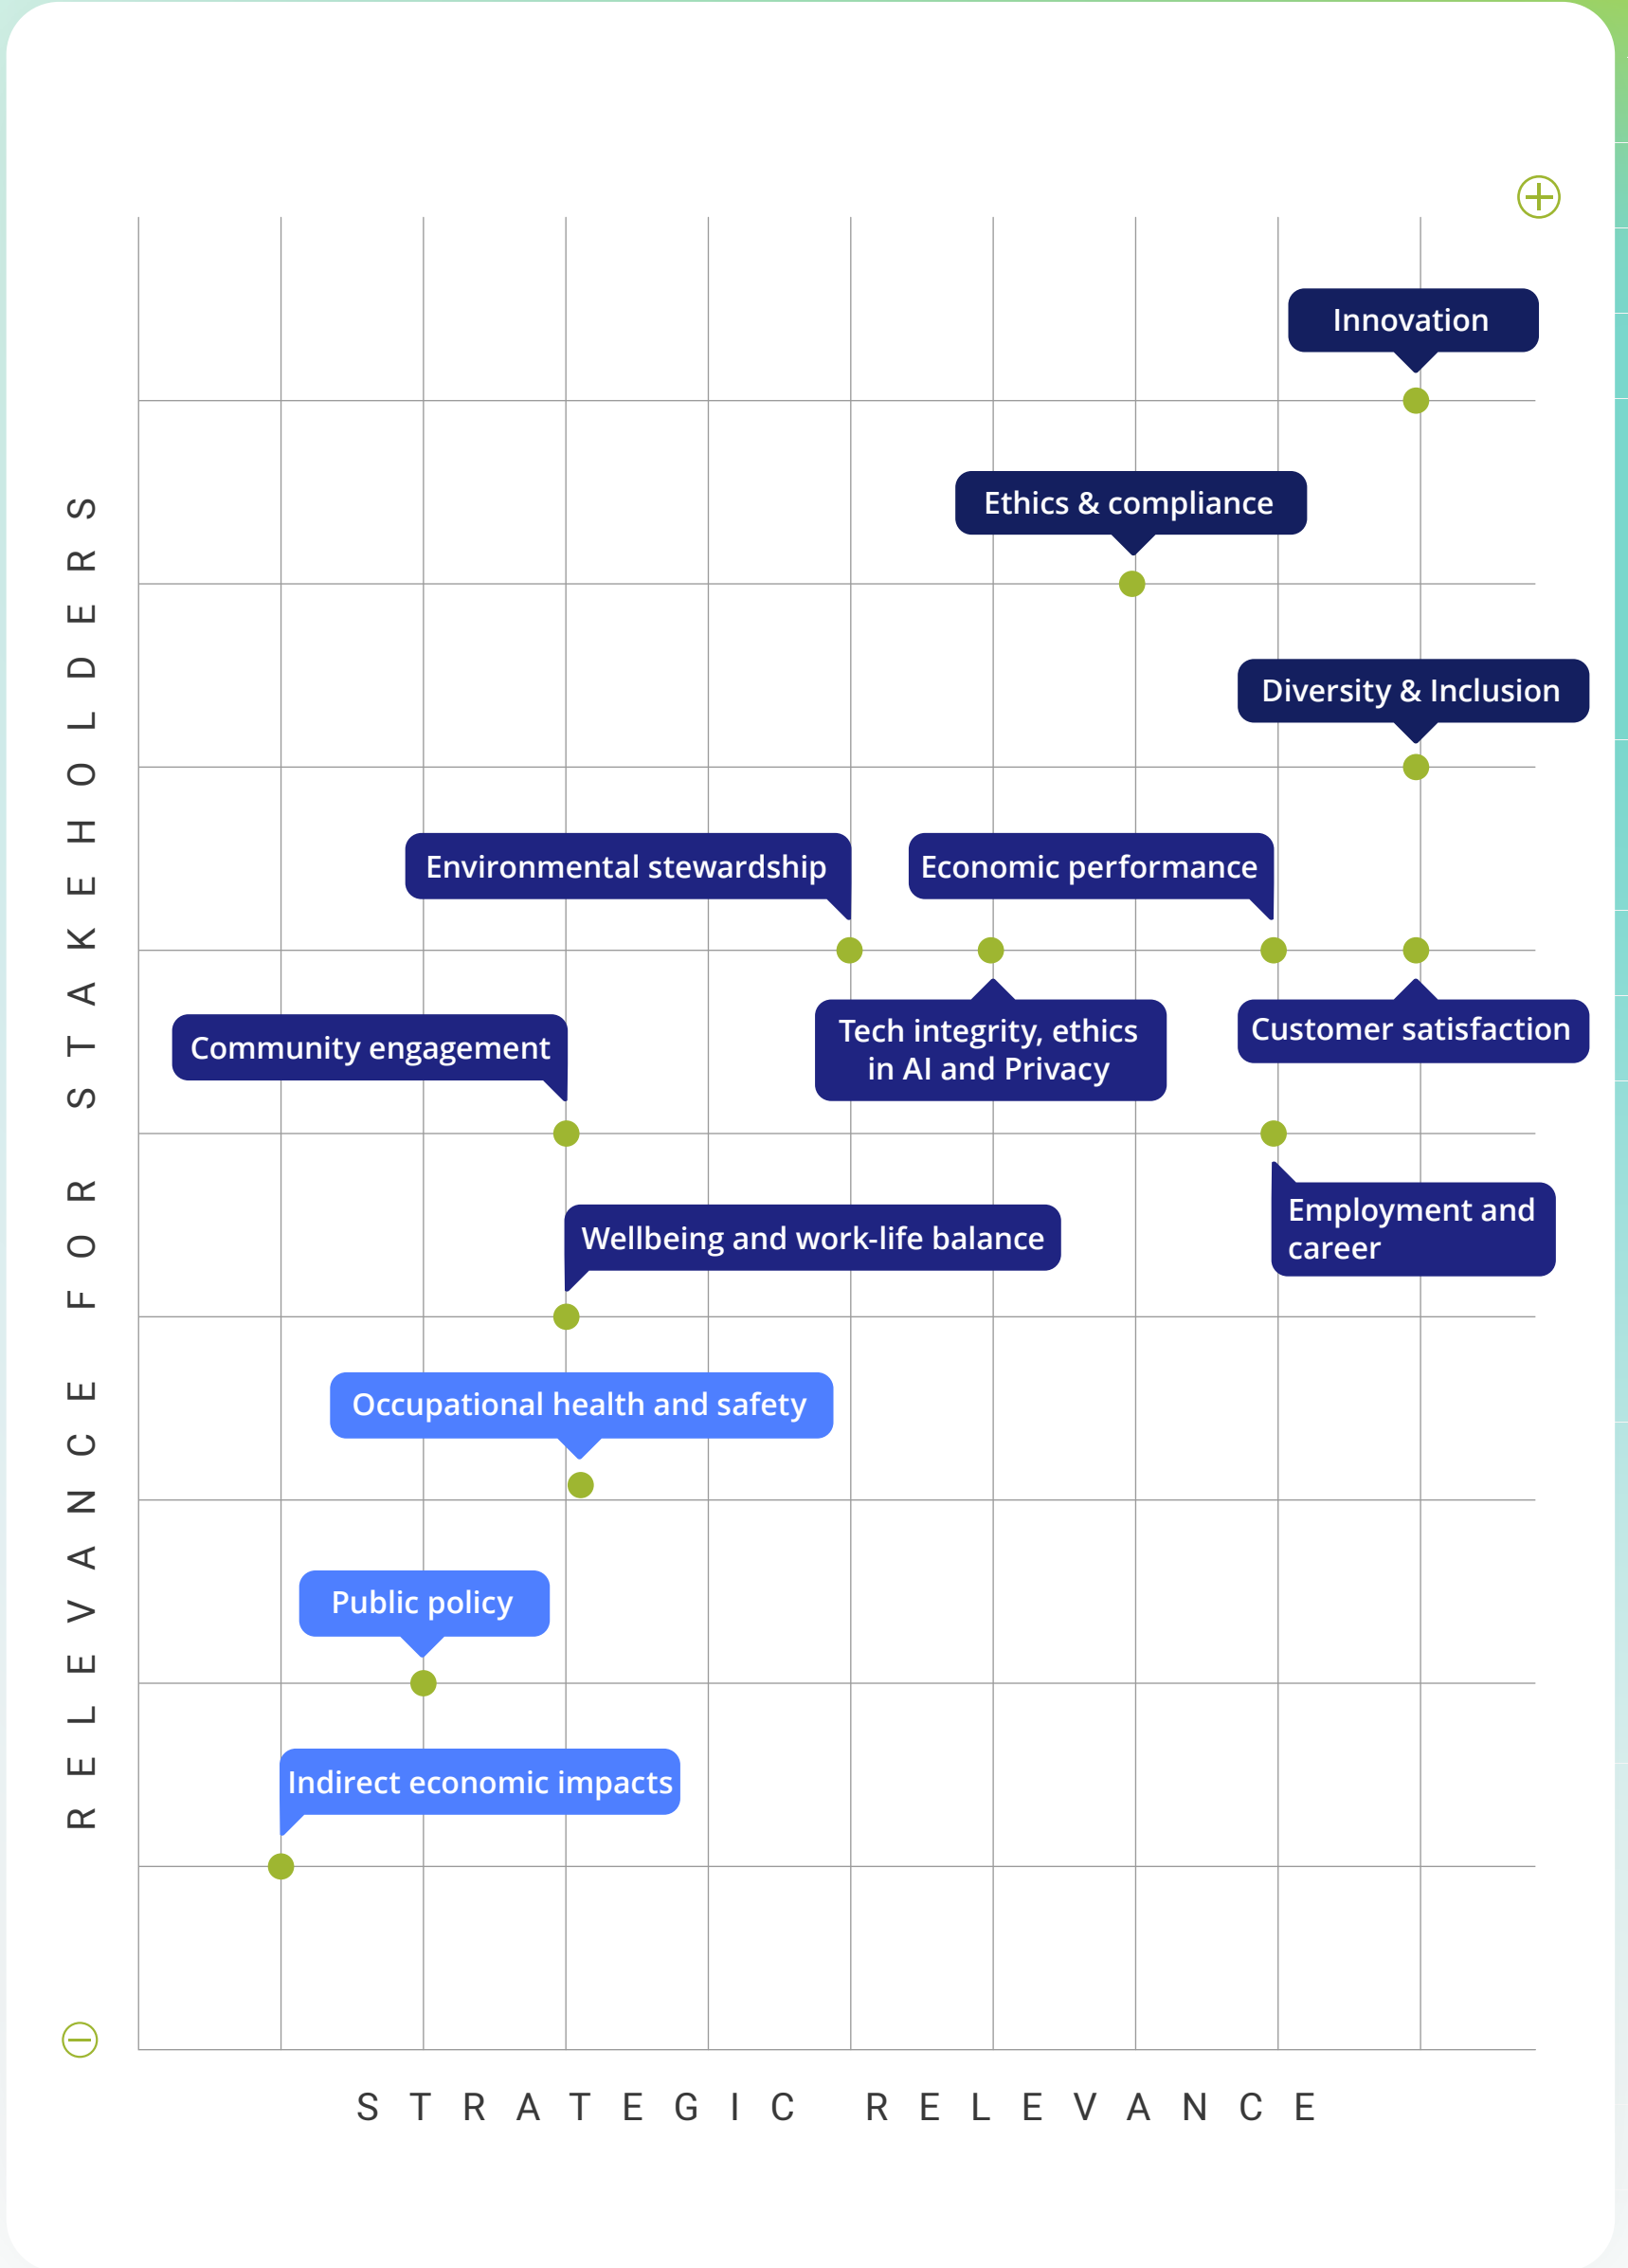 Innovation
Ethics & compliance
Diversity & Inclusion
Environmental stewardship
Economic performance
Tech integrity, ethics
in AI and Privacy
Customer satisfaction
Community engagement
Employment and
career
Wellbeing and work-life balance
Occupational health and safety
Public policy
Indirect economic impacts
RELEVANCE FOR STAKEHOLDERS
STRATEGIC RELEVANCE